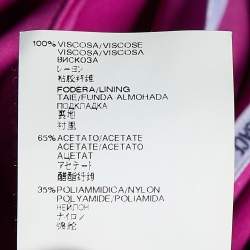 100% VISCOSA/VISCOSE
VISCOSA/VISCOSE
ВИСКОЗА
レーヨン
粘胶纤维
FODERA/LINING
TAIE/FUNDA ALMOHADA
ПОДКЛАДКА
裏地
衬里
65% ACETATO/ACETATE
ACETATE/ACETATO
АЦЕТАТ
アセテート
醋酯纤维
35% POLIAMMIDICA/NYLON
POLYAMIDE/POLIAMIDA
НЕЙЛОН
ナイロン
锦纶